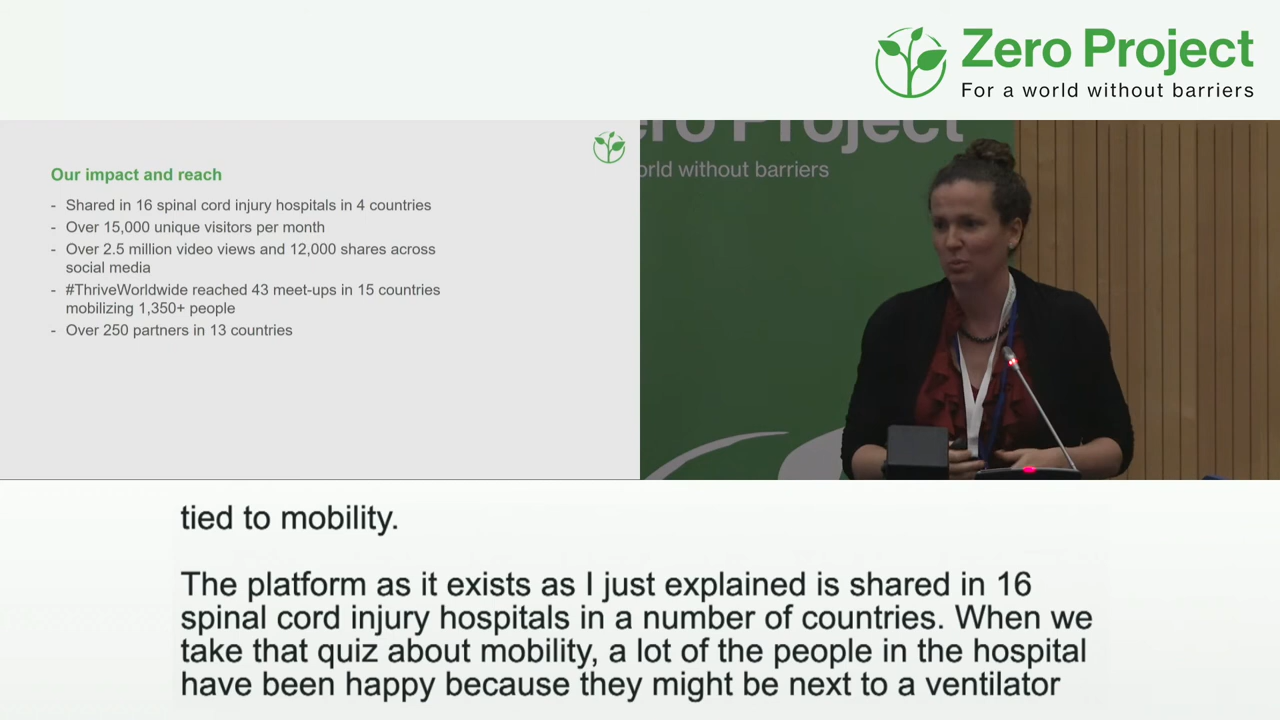 Zero Project
For a world without barriers
Our impact and reach
- Shared in 16 spinal cord injury hospitals in 4 countries
- Over 15,000 unique visitors per month
- Over 2.5 million video views and 12,000 shares across
social media
- #ThriveWorldwide reached 43 meet-ups in 15 countries
mobilizing 1,350+ people
- Over 250 partners in 13 countries
ero Project
orld without barriers
tied to mobility.
The platform as it exists as I just explained is shared in 16
spinal cord injury hospitals in a number of countries. When we
take that quiz about mobility, a lot of the people in the hospital
have been happy because they might be next to a ventilator